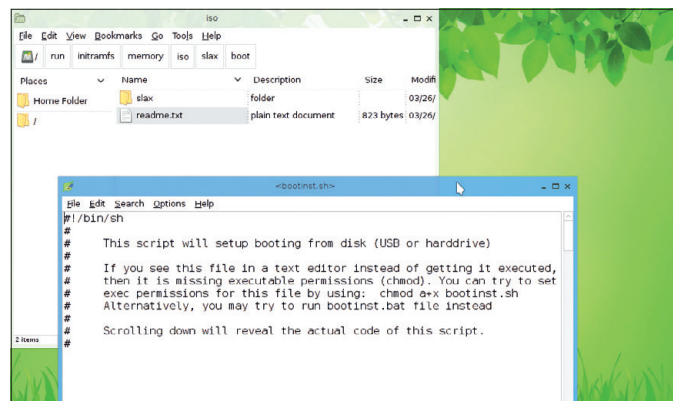 iso
File Edit View Bookmarks Go Tools Help
/ run initramfs memory iso slax boot
Places
Home Folder
/
Name Description Size Modifi
slax folder 03/26/
readme.txt plain text document 823 bytes 03/26/
2 items
<bootinst.sh>
File Edit Search Options Help
#!/bin/sh
#
# This script will setup booting from disk (USB or harddrive)
#
# If you see this file in a text editor instead of getting it executed,
# then it is missing executable permissions (chmod). You can try to set
# exec permissions for this file by using: chmod a+x bootinst.sh
# Alternatively, you may try to run bootinst.bat file instead
#
# Scrolling down will reveal the actual code of this script.
#